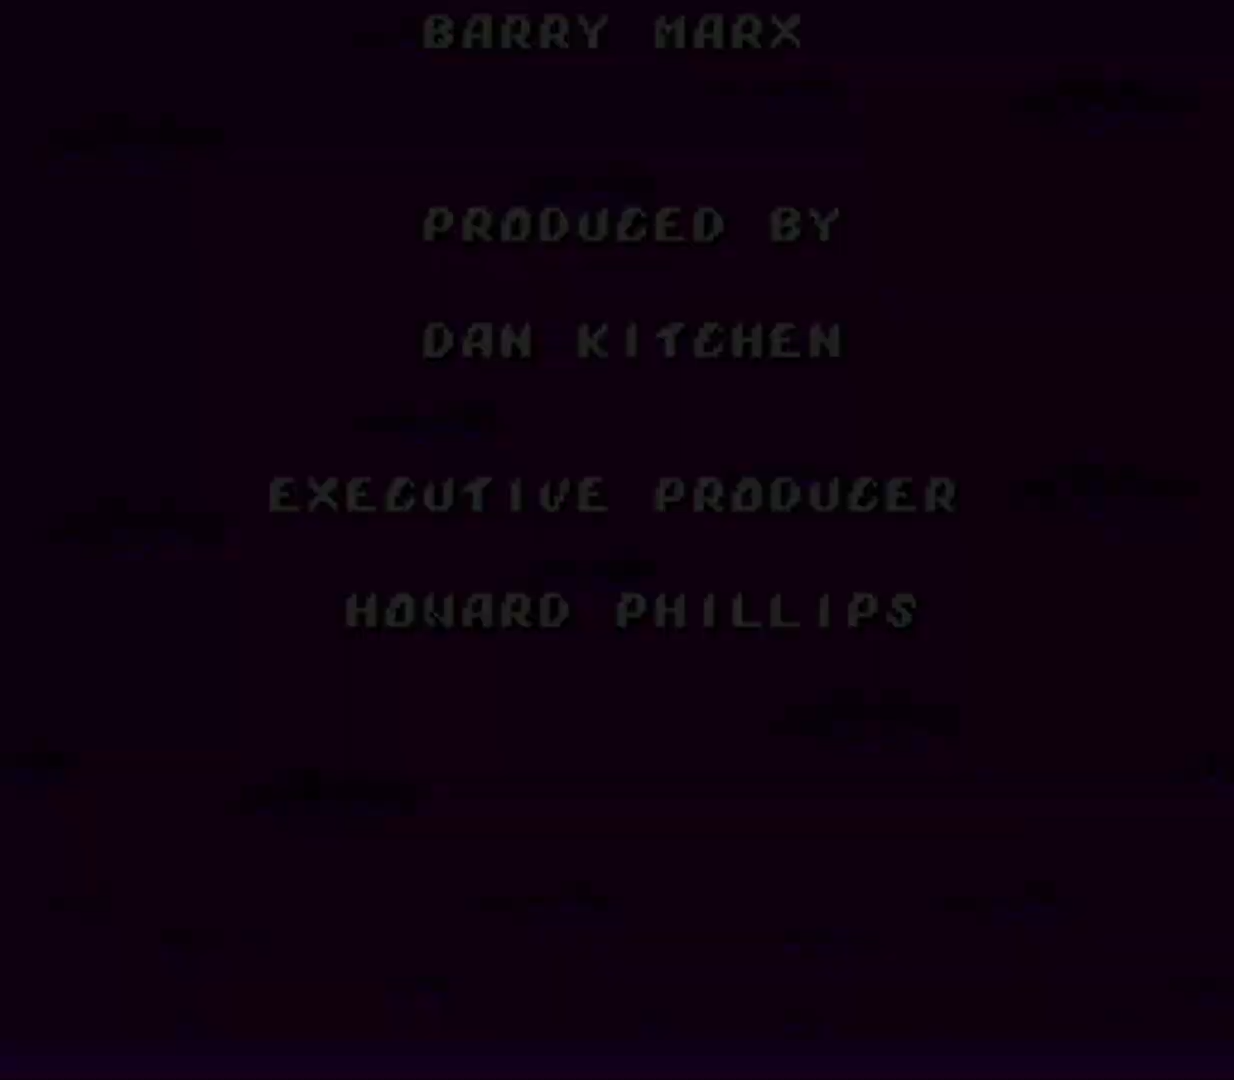 BARRY MARX
PRODUCED BY
DAN KITCHEN
EXECUTIVE PRODUCER
HOWARD PHILLIPS